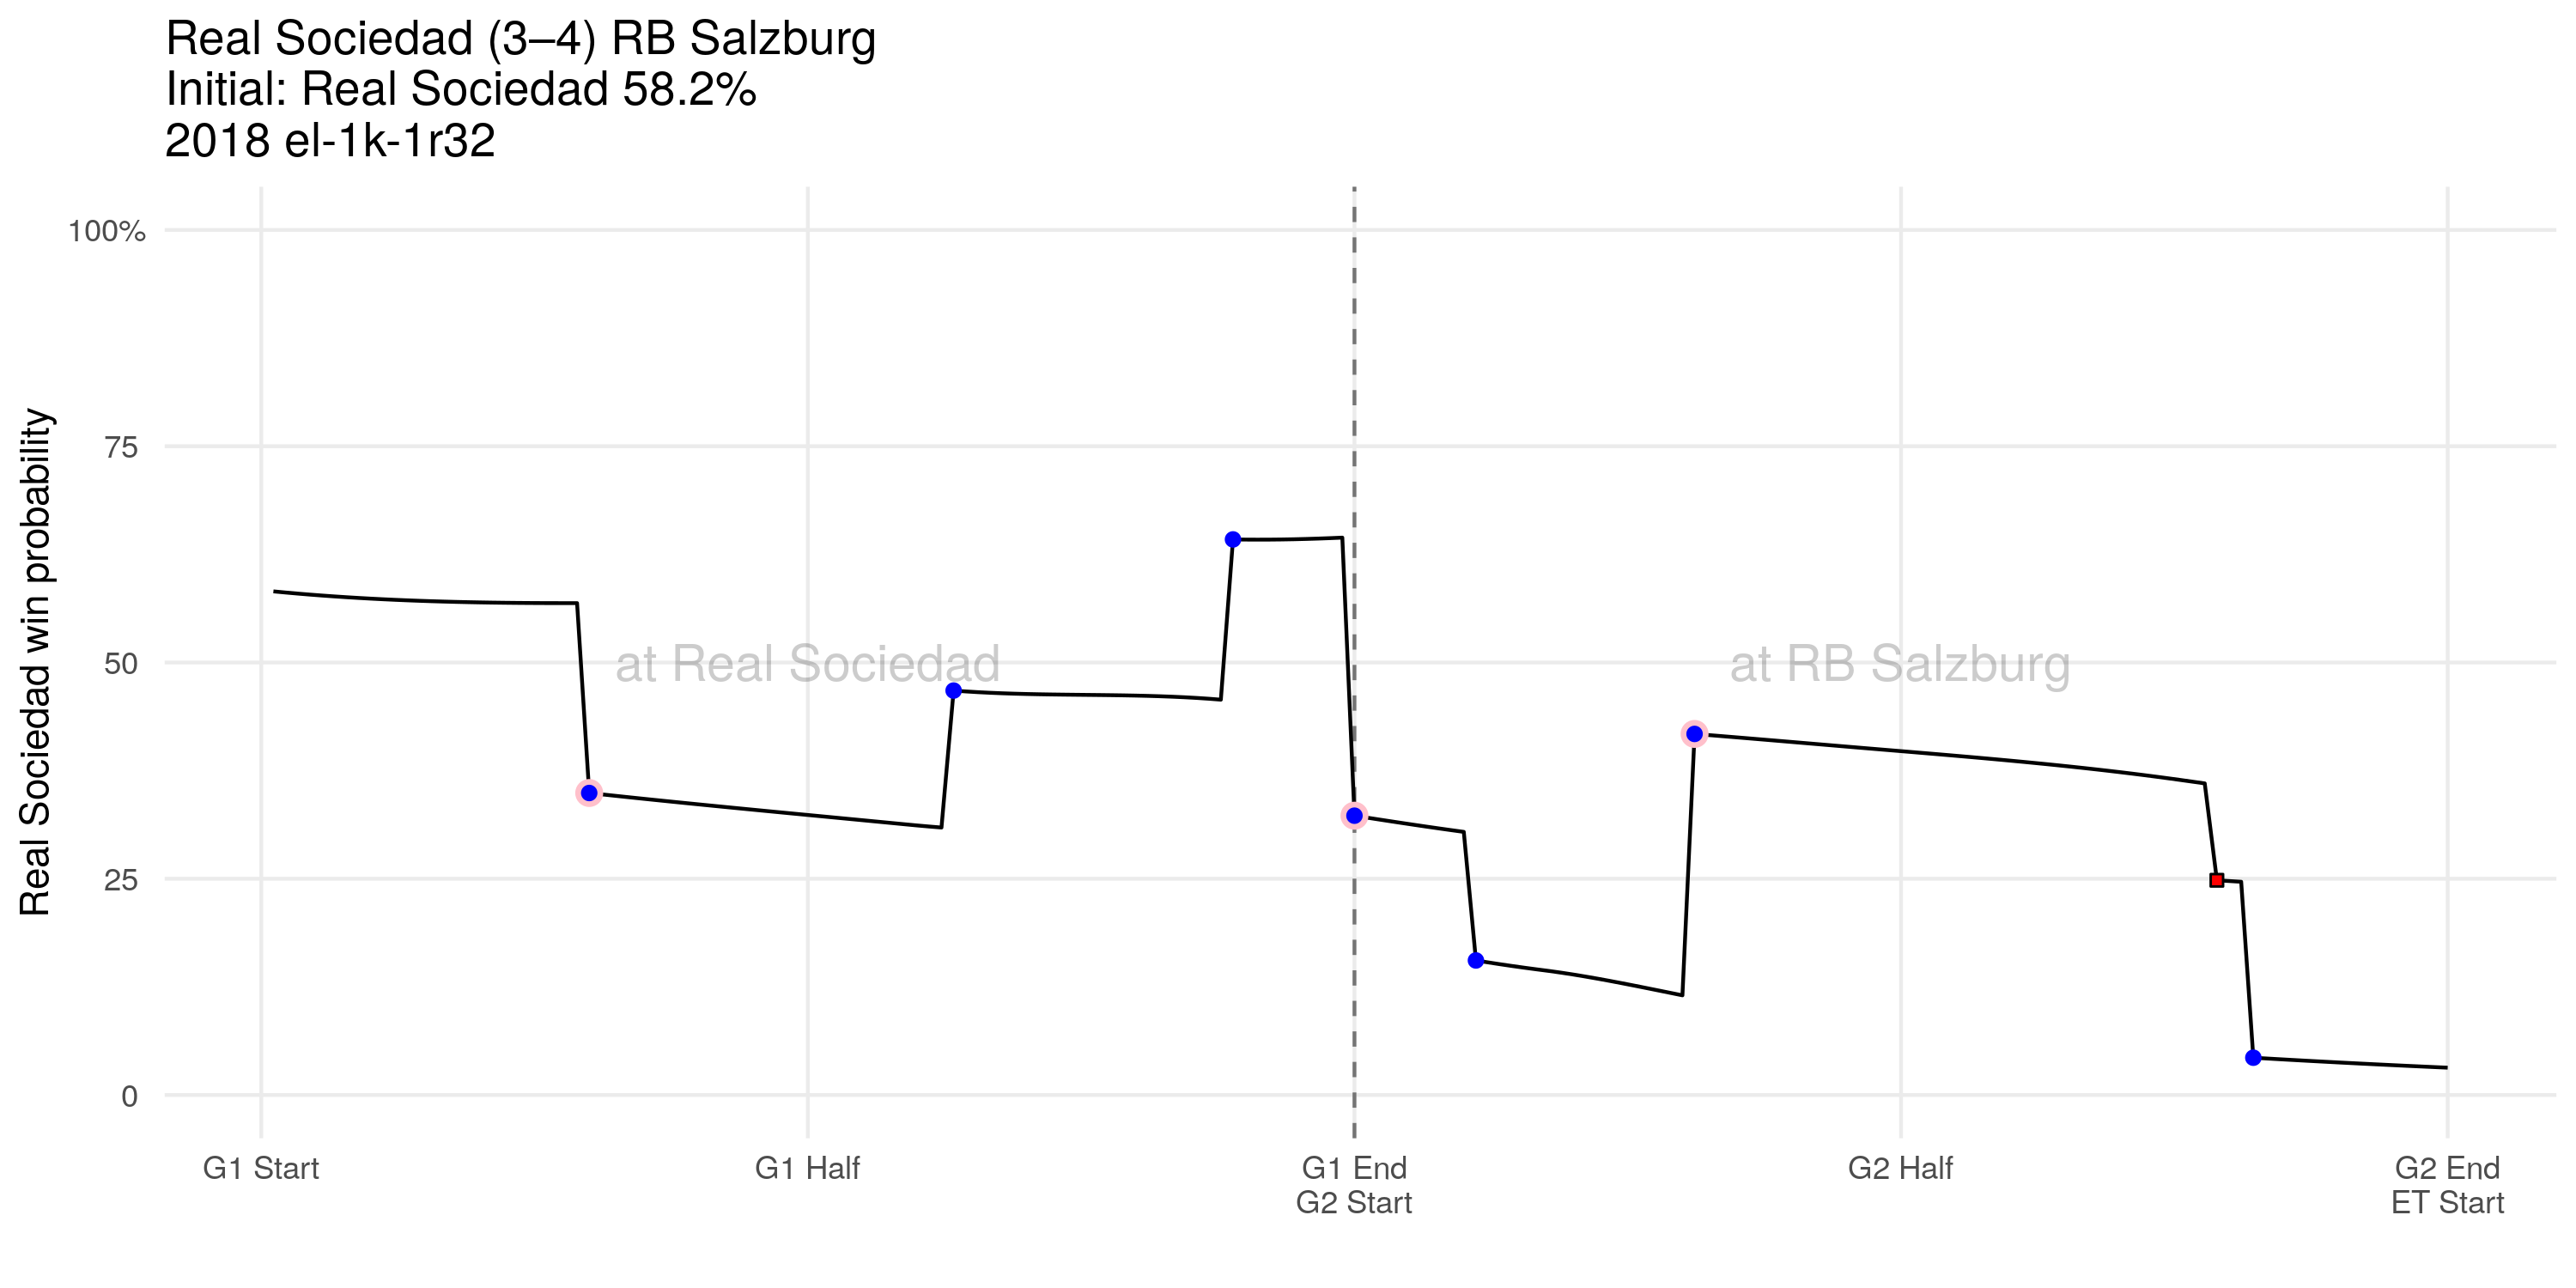 Real Sociedad (3–4) RB Salzburg
Initial: Real Sociedad 58.2%
2018 el-1k-1r32
Real Sociedad win probability
100%
75
50
25
0
at Real Sociedad
at RB Salzburg
G1 Start
G1 Half
G1 End
G2 Start
G2 Half
G2 End
ET Start